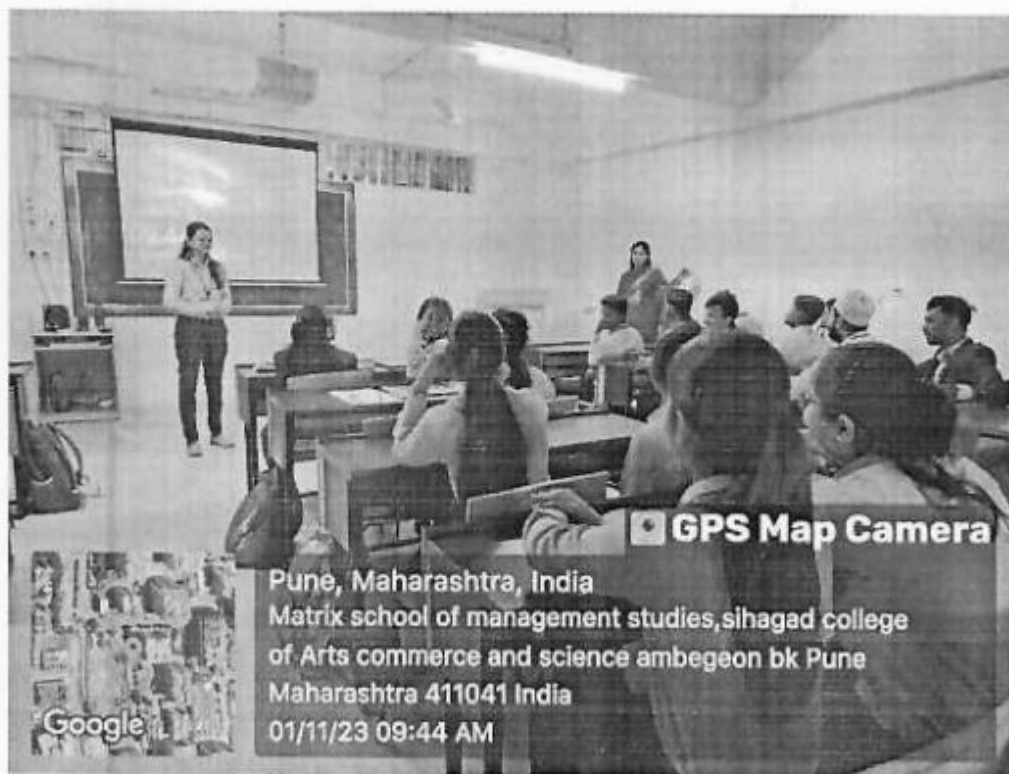 GPS Map Camera
Pune, Maharashtra, India
Matrix school of management studies,sihagad college
of Arts commerce and science ambegeon bk Pune
Maharashtra 411041 India
01/11/23 09:44 AM
Google